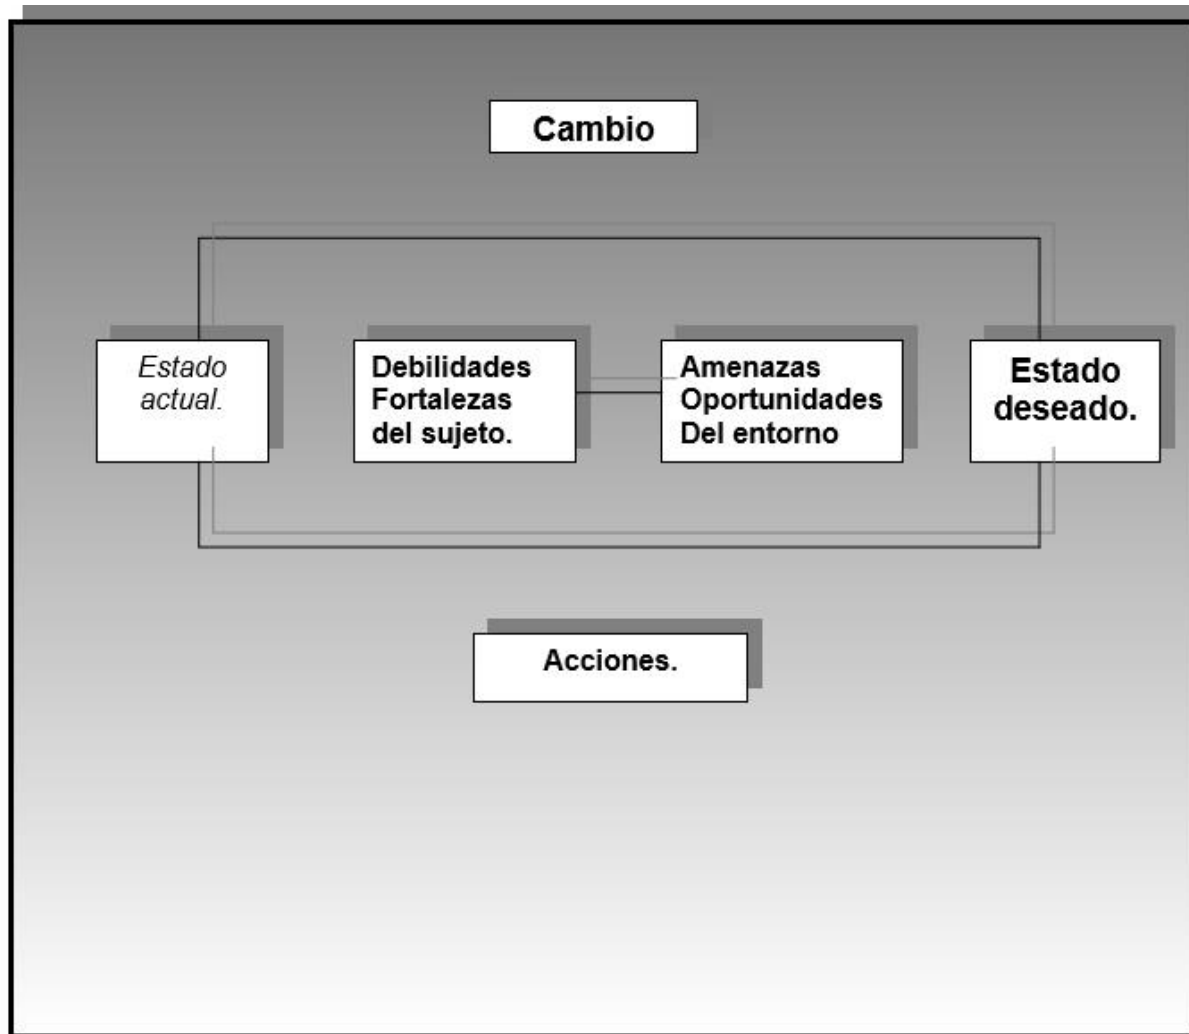 Cambio
Estado
actual.
Debilidades
Fortalezas
del sujeto.
Amenazas
Oportunidades
Del entorno
Estado
deseado.
Acciones.